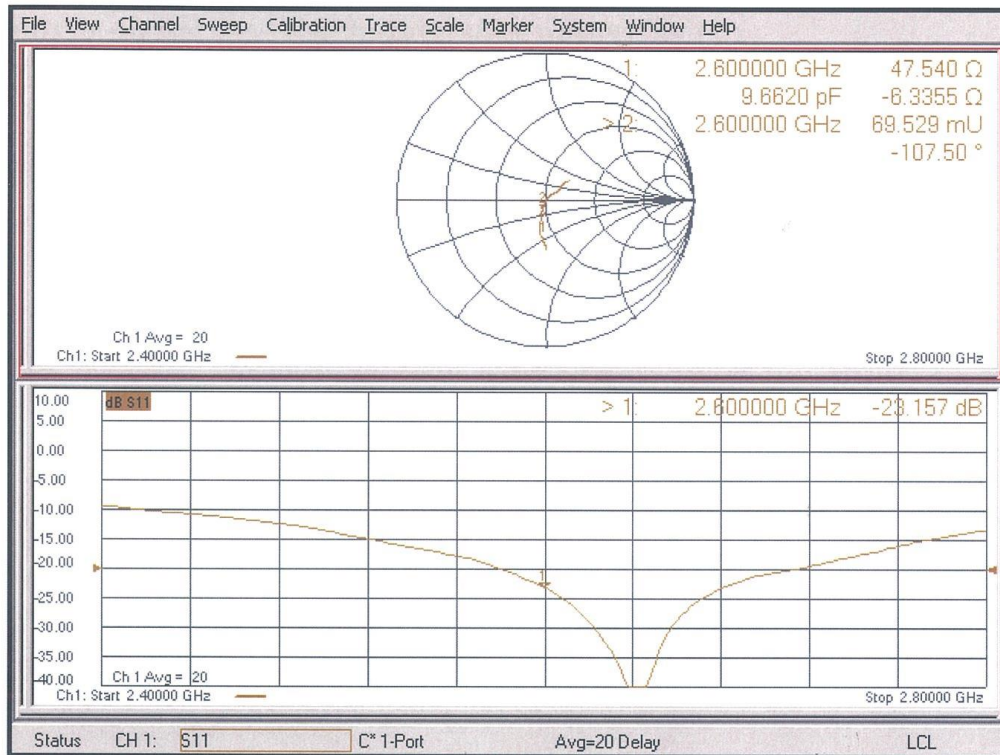 File View Channel Sweep Calibration Trace Scale Marker System Window Help
1: 2.600000 GHz 47.540 Ω
9.6620 pF -6.3355 Ω
> 2: 2.600000 GHz 69.529 mU
-107.50 °
Ch 1 Avg = 20
Ch1: Start 2.40000 GHz Stop 2.80000 GHz
10.00 dB S11 > 1: 2.600000 GHz -23.157 dB
5.00
0.00
-5.00
-10.00
-15.00
-20.00
1
-25.00
-30.00
-35.00
-40.00 Ch 1 Avg = 20
Ch1: Start 2.40000 GHz Stop 2.80000 GHz
Status CH 1: S11 C* 1-Port Avg=20 Delay LCL